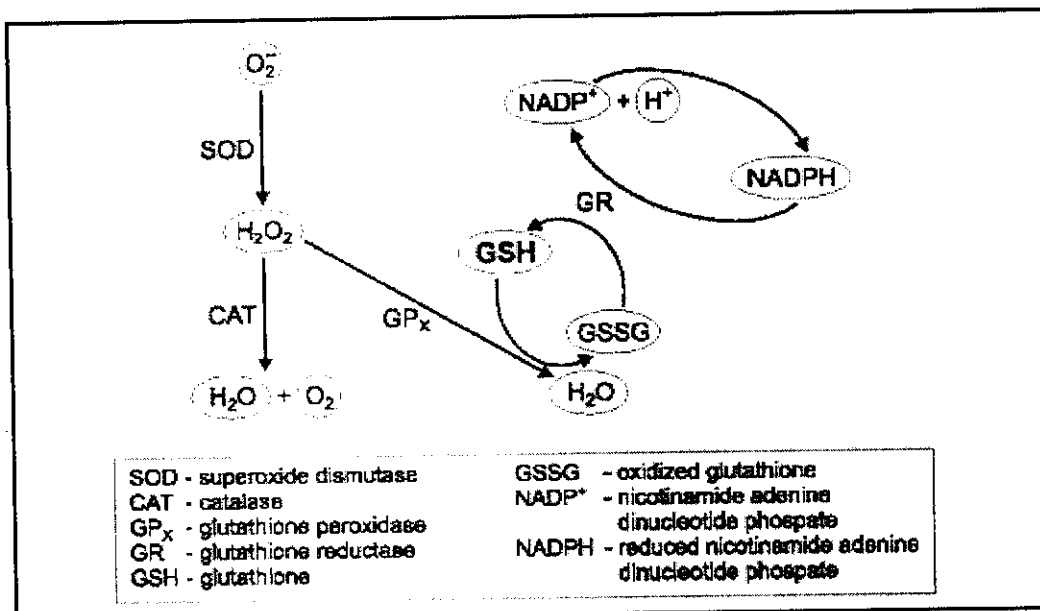 O₂⁻
NADP⁺ + H⁺
SOD
NADPH
GR
H₂O₂
GSH
CAT
GPₓ
GSSG
H₂O + O₂
H₂O
SOD - superoxide dismutase
CAT - catalase
GPₓ - glutathione peroxidase
GR - glutathione reductase
GSH - glutathione
GSSG - oxidized glutathione
NADP⁺ - nicotinamide adenine
dinucleotide phospate
NADPH - reduced nicotinamide adenine
dinucleotide phospate